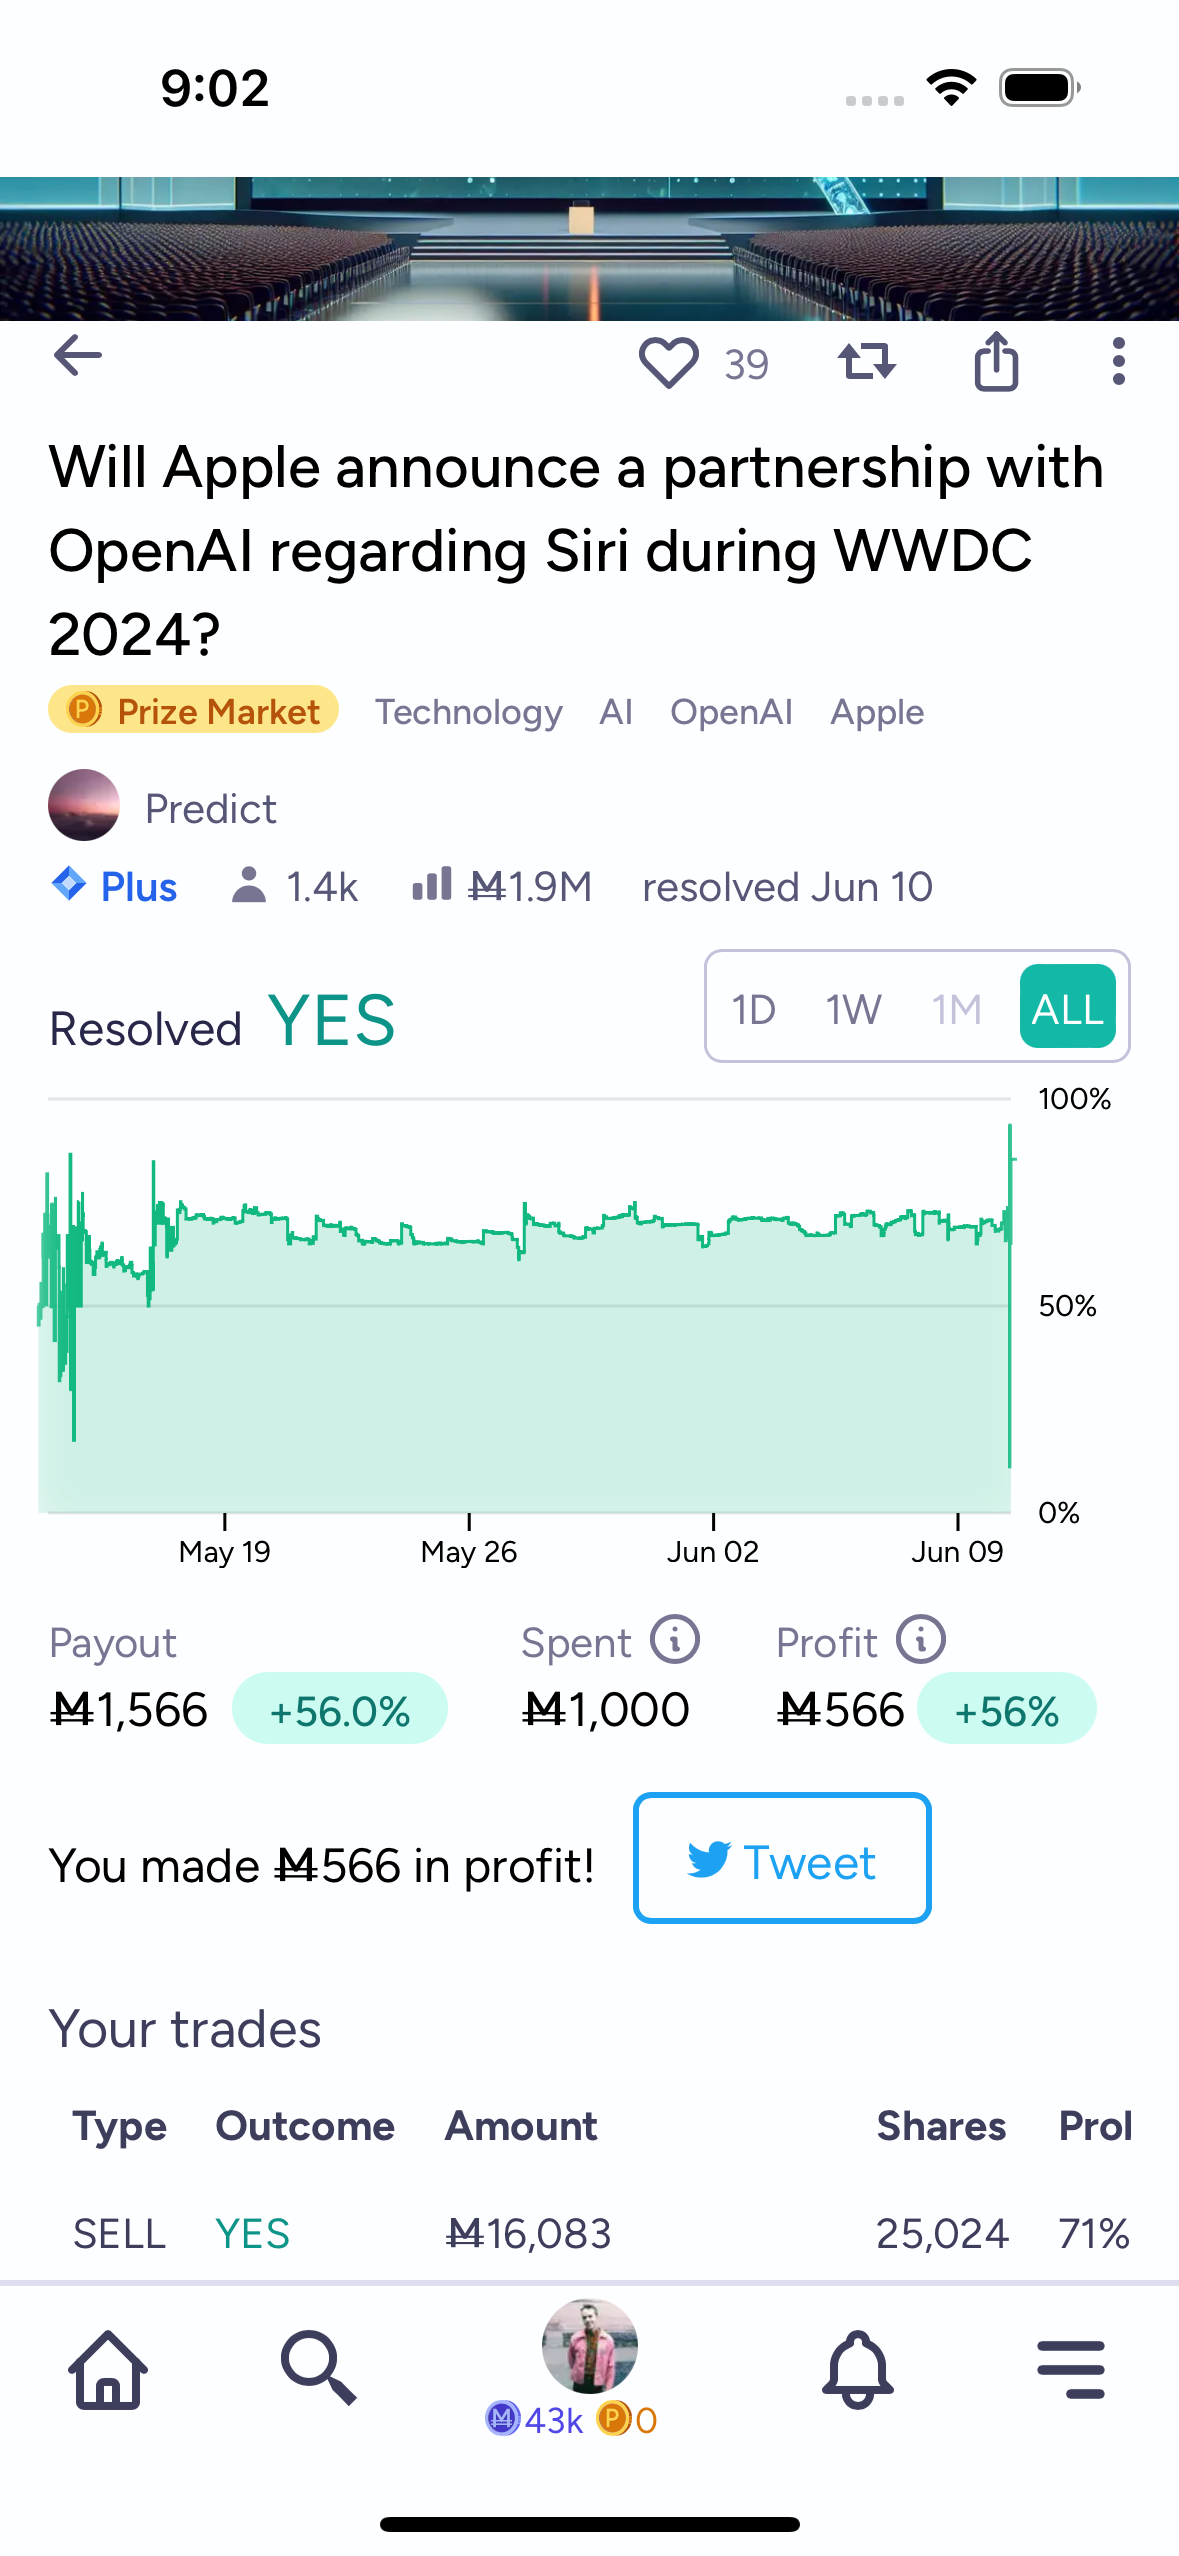 9:02
39
Will Apple announce a partnership with
OpenAI regarding Siri during WWDC
2024?
P Prize Market Technology AI OpenAI Apple
Predict
Plus 1.4k Ṁ1.9M resolved Jun 10
Resolved YES 1D 1W 1M ALL
100%
50%
0%
May 19 May 26 Jun 02 Jun 09
Payout Spent Profit
Ṁ1,566 +56.0% Ṁ1,000 Ṁ566 +56%
You made Ṁ566 in profit! Tweet
Your trades
Type Outcome Amount Shares Prol
SELL YES Ṁ16,083 25,024 71%
M 43k P 0